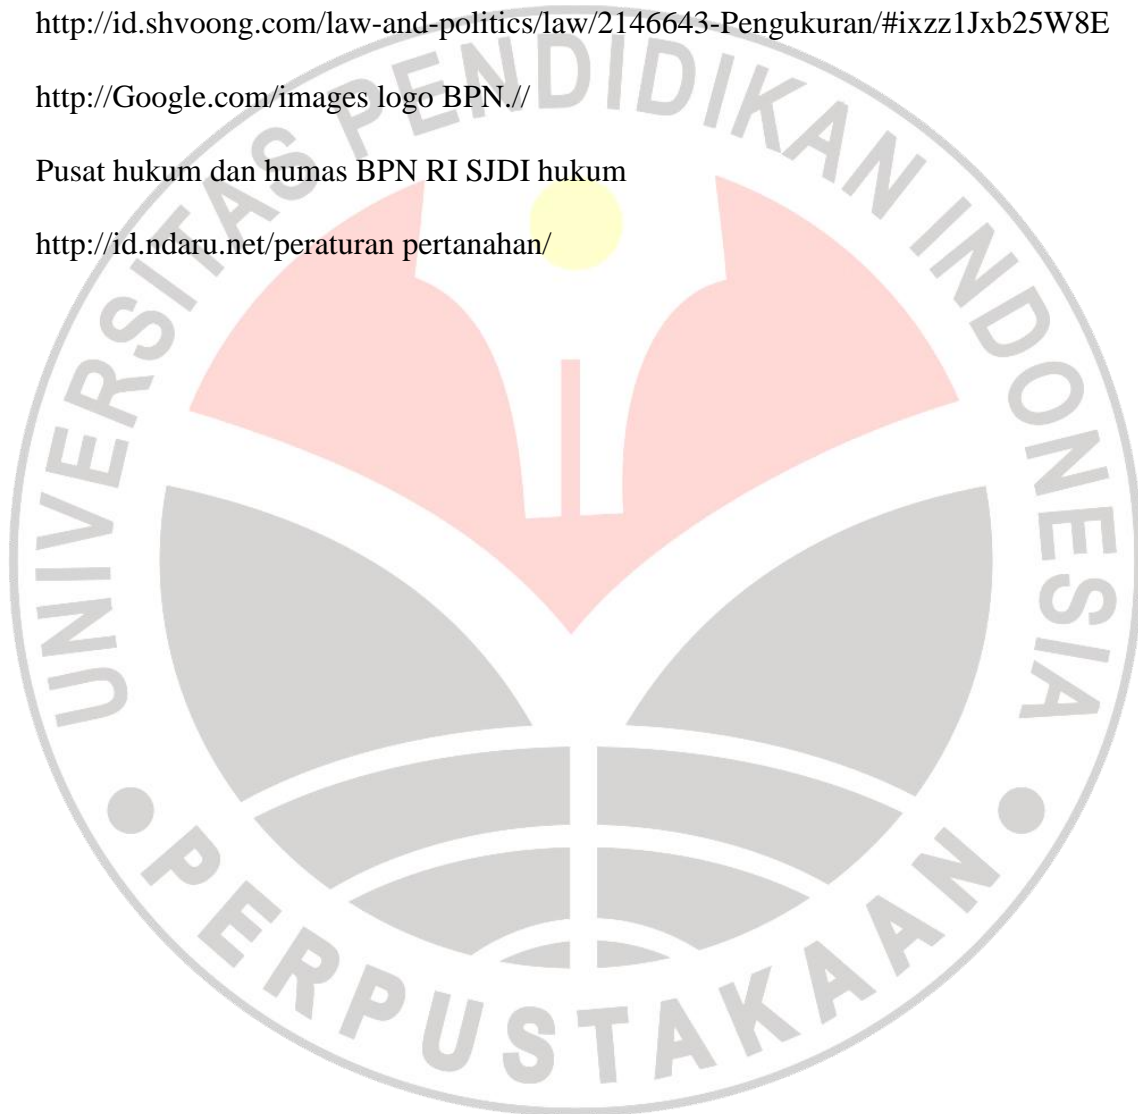 http://id.shvoong.com/law-and-politics/law/2146643-Pengukuran/#ixzz1Jxb25W8E
http://Google.com/images logo BPN.//
Pusat hukum dan humas BPN RI SJDI hukum
http://id.ndaru.net/peraturan pertanahan/
UNIVERSITAS PENDIDIKAN INDONESIA
PERPUSTAKAAN